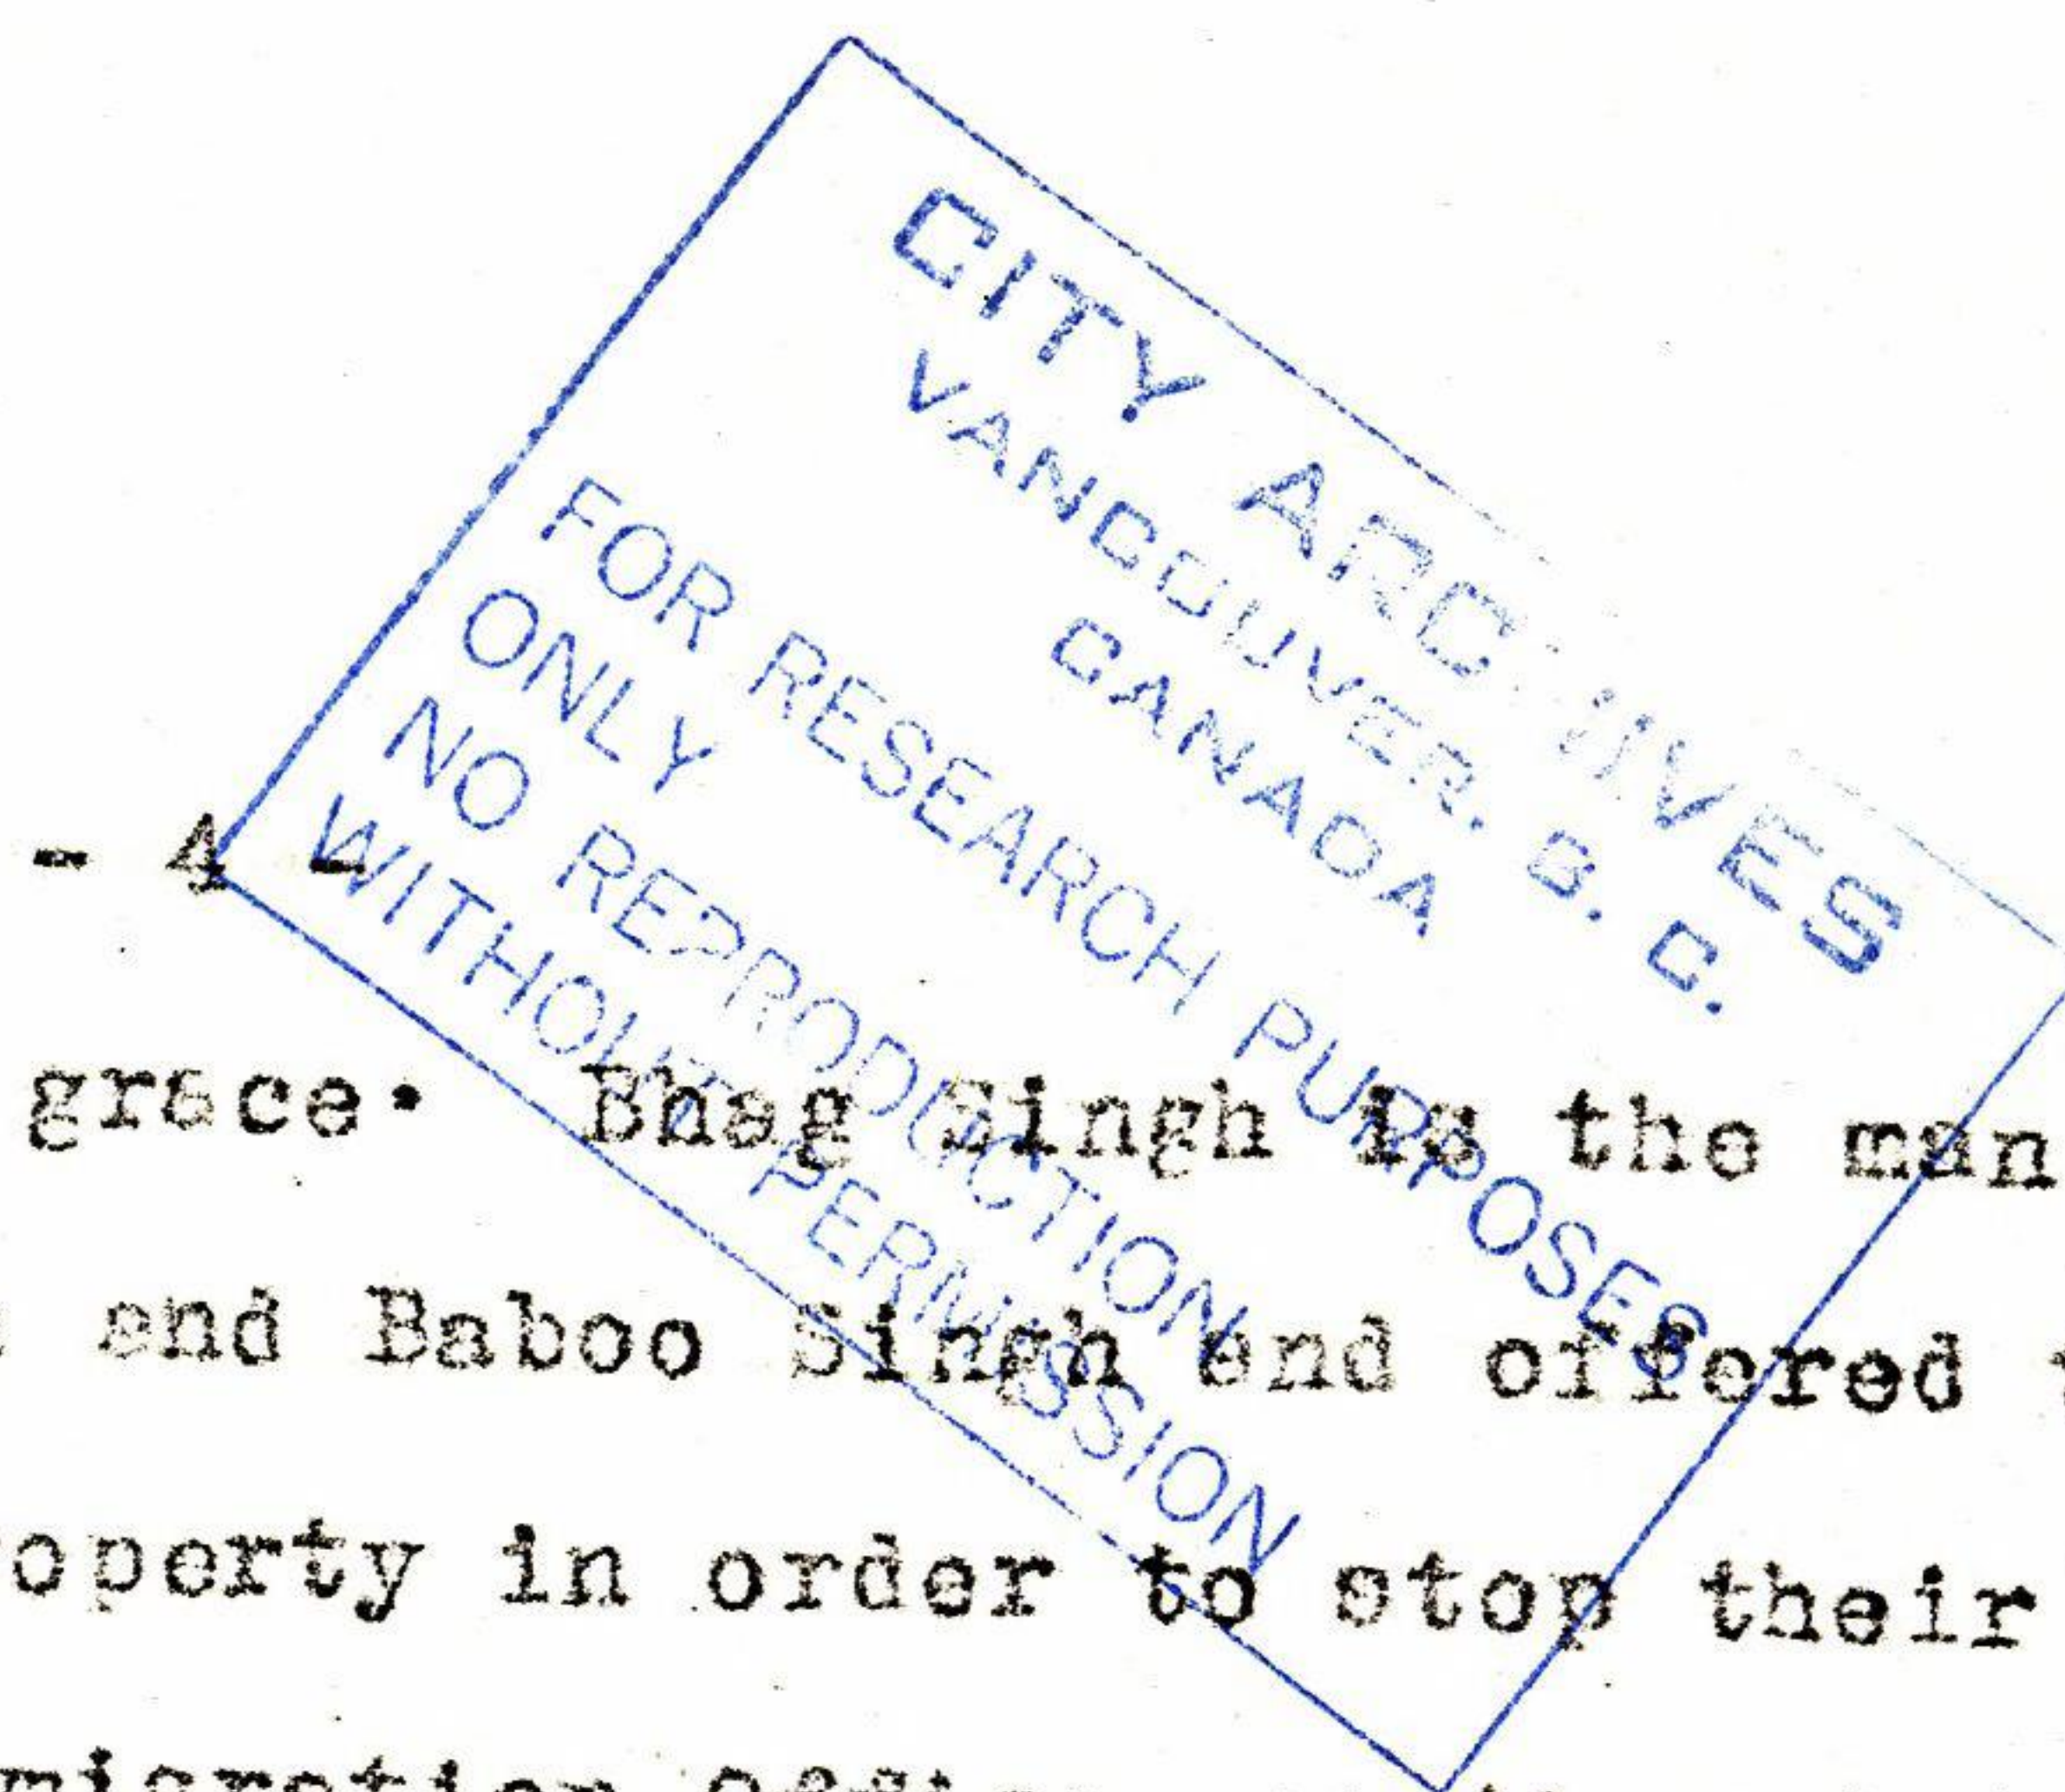 CITY ARCHIVES
VANCOUVER. B. C.
CANADA
FOR RESEARCH PURPOSES
ONLY
NO REPRODUCTION
WITHOUT PERMISSION
- 4 -
grace. Bhag Singh is the man
and Baboo Singh and offered
operty in order to stop their